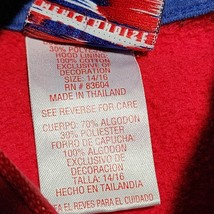 MERCHANDIZE
30% POLYESTER
HOOD LINING
100% COTTON
EXCLUSIVE OF
DECORATION
SIZE: 14/16
RN # 83604
MADE IN THAILAND
SEE REVERSE FOR CARE
CUERPO: 70% ALGODON
30% POLIESTER
FORRO DE CAPUCHA:
100% ALGODON
EXCLUSIVO DE
DECORACION
TALLA: 14/16
HECHO EN TAILANDIA
EA EL REVES PARA EL CUIDADO